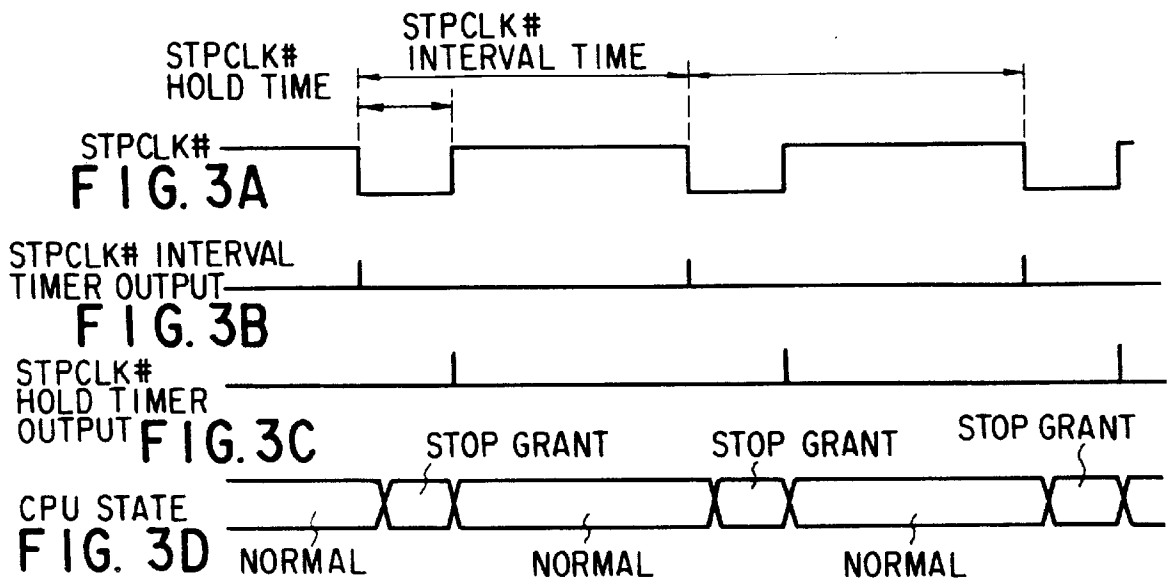 STPCLK#
HOLD TIME
STPCLK#
INTERVAL TIME
STPCLK#
FIG. 3A
STPCLK# INTERVAL
TIMER OUTPUT
FIG. 3B
STPCLK#
HOLD TIMER
OUTPUT
FIG. 3C
STOP GRANT
STOP GRANT
STOP GRANT
CPU STATE
FIG. 3D
NORMAL
NORMAL
NORMAL